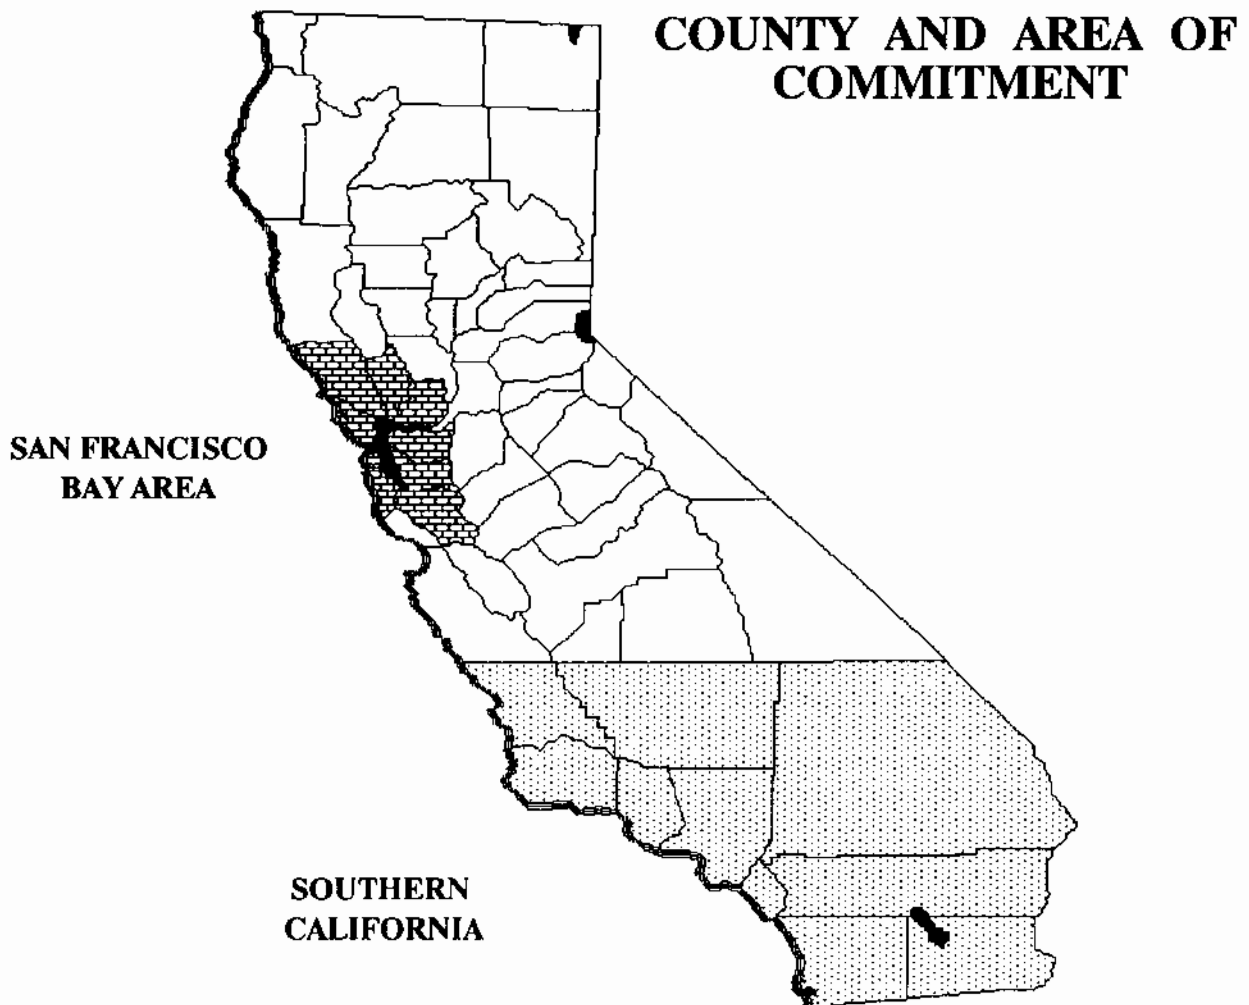 COUNTY AND AREA OF
COMMITMENT
SAN FRANCISCO
BAY AREA
SOUTHERN
CALIFORNIA